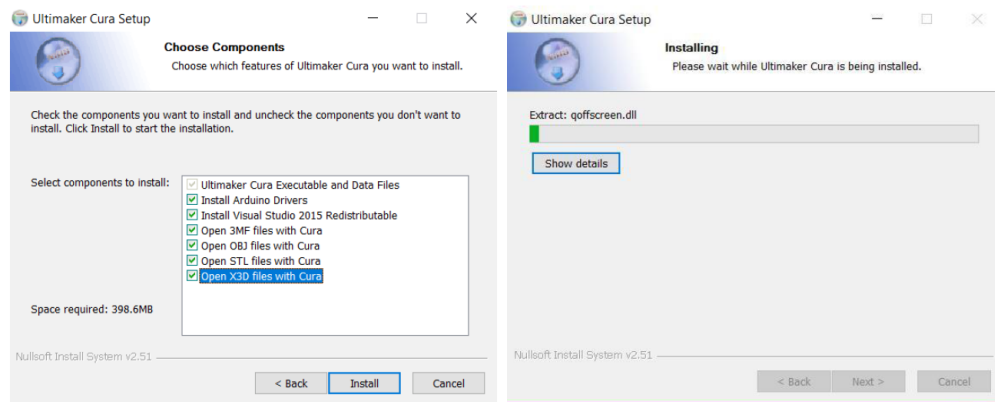 Ultimaker Cura Setup
Choose Components
Choose which features of Ultimaker Cura you want to install.
Check the components you want to install and uncheck the components you don't want to
install. Click Install to start the installation.
Select components to install:
Ultimaker Cura Executable and Data Files
Install Arduino Drivers
Install Visual Studio 2015 Redistributable
Open 3MF files with Cura
Open OBJ files with Cura
Open STL files with Cura
Open X3D files with Cura
Space required: 398.6MB
Nullsoft Install System v2.51
< Back
Install
Cancel
Ultimaker Cura Setup
Installing
Please wait while Ultimaker Cura is being installed.
Extract: qoffscreen.dll
Show details
Nullsoft Install System v2.51
< Back
Next >
Cancel